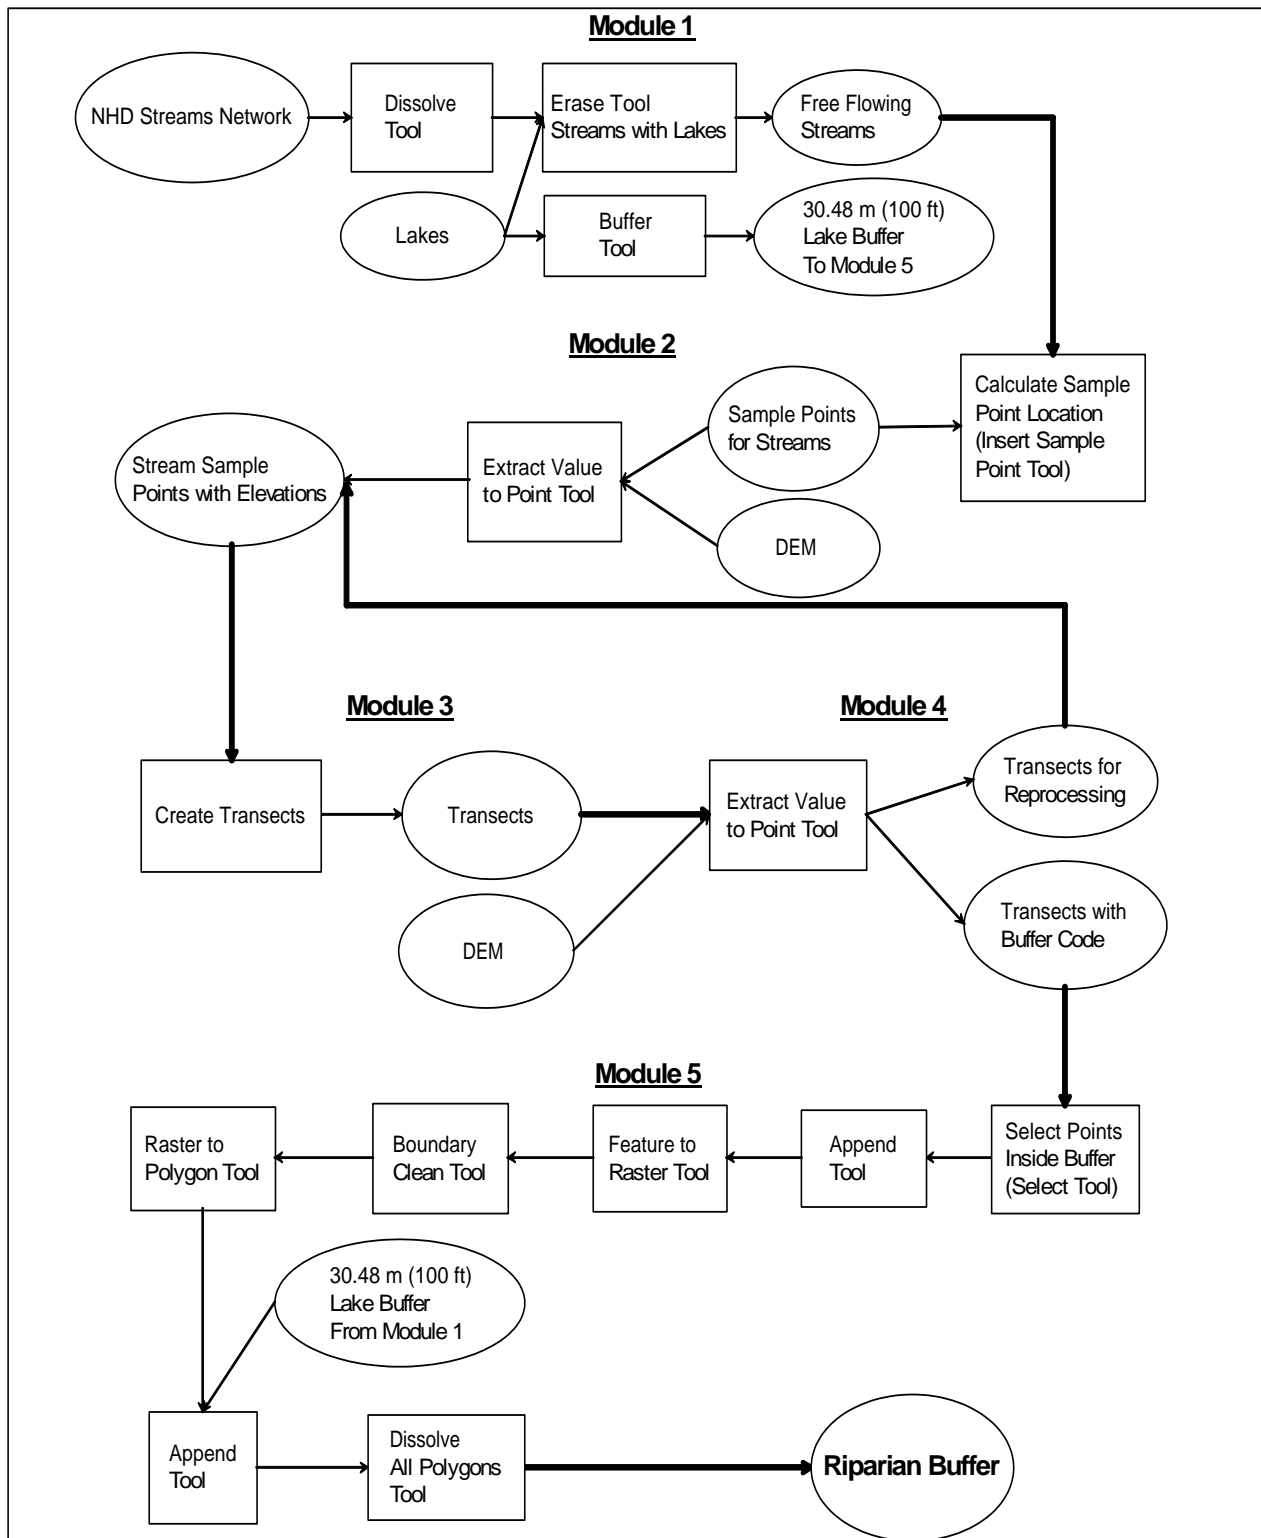 Module 1
NHD Streams Network
Dissolve
Tool
Erase Tool
Streams with Lakes
Free Flowing
Streams
Lakes
Buffer
Tool
30.48 m (100 ft)
Lake Buffer
To Module 5
Module 2
Calculate Sample
Point Location
(Insert Sample
Point Tool)
Sample Points
for Streams
Stream Sample
Points with Elevations
Extract Value
to Point Tool
DEM
Module 3
Module 4
Create Transects
Transects
Extract Value
to Point Tool
Transects for
Reprocessing
DEM
Transects with
Buffer Code
Module 5
Raster to
Polygon Tool
Boundary
Clean Tool
Feature to
Raster Tool
Append
Tool
Select Points
Inside Buffer
(Select Tool)
30.48 m (100 ft)
Lake Buffer
From Module 1
Append
Tool
Dissolve
All Polygons
Tool
Riparian Buffer